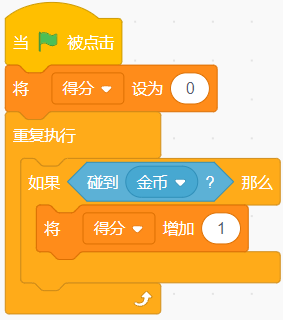 当 被点击
将 得分 设为 0
重复执行
如果 碰到 金币 ? 那么
将 得分 增加 1